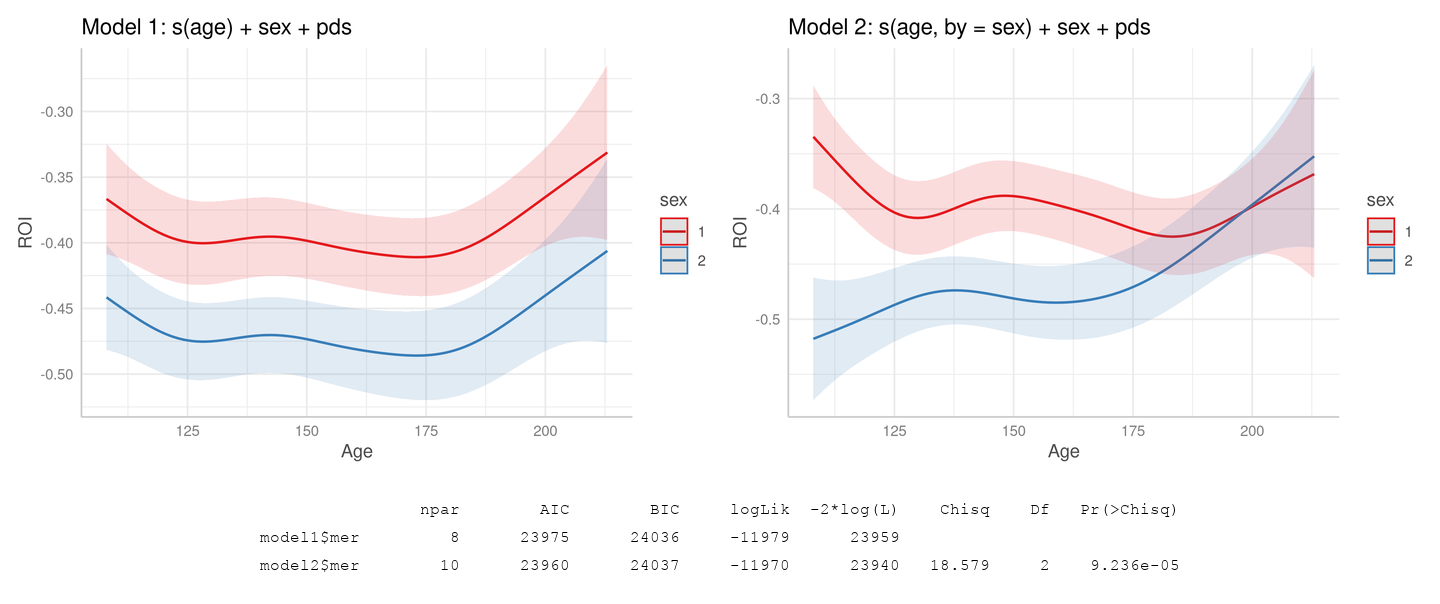 Model 1: s(age) + sex + pds
-0.30
-0.35
-0.40
-0.45
-0.50
ROI
125 150 175 200
Age
sex
1
2
Model 2: s(age, by = sex) + sex + pds
-0.3
-0.4
-0.5
ROI
125 150 175 200
Age
sex
1
2
npar AIC BIC logLik -2*log(L) Chisq Df Pr(>Chisq)
model1$mer 8 23975 24036 -11979 23959
model2$mer 10 23960 24037 -11970 23940 18.579 2 9.236e-05